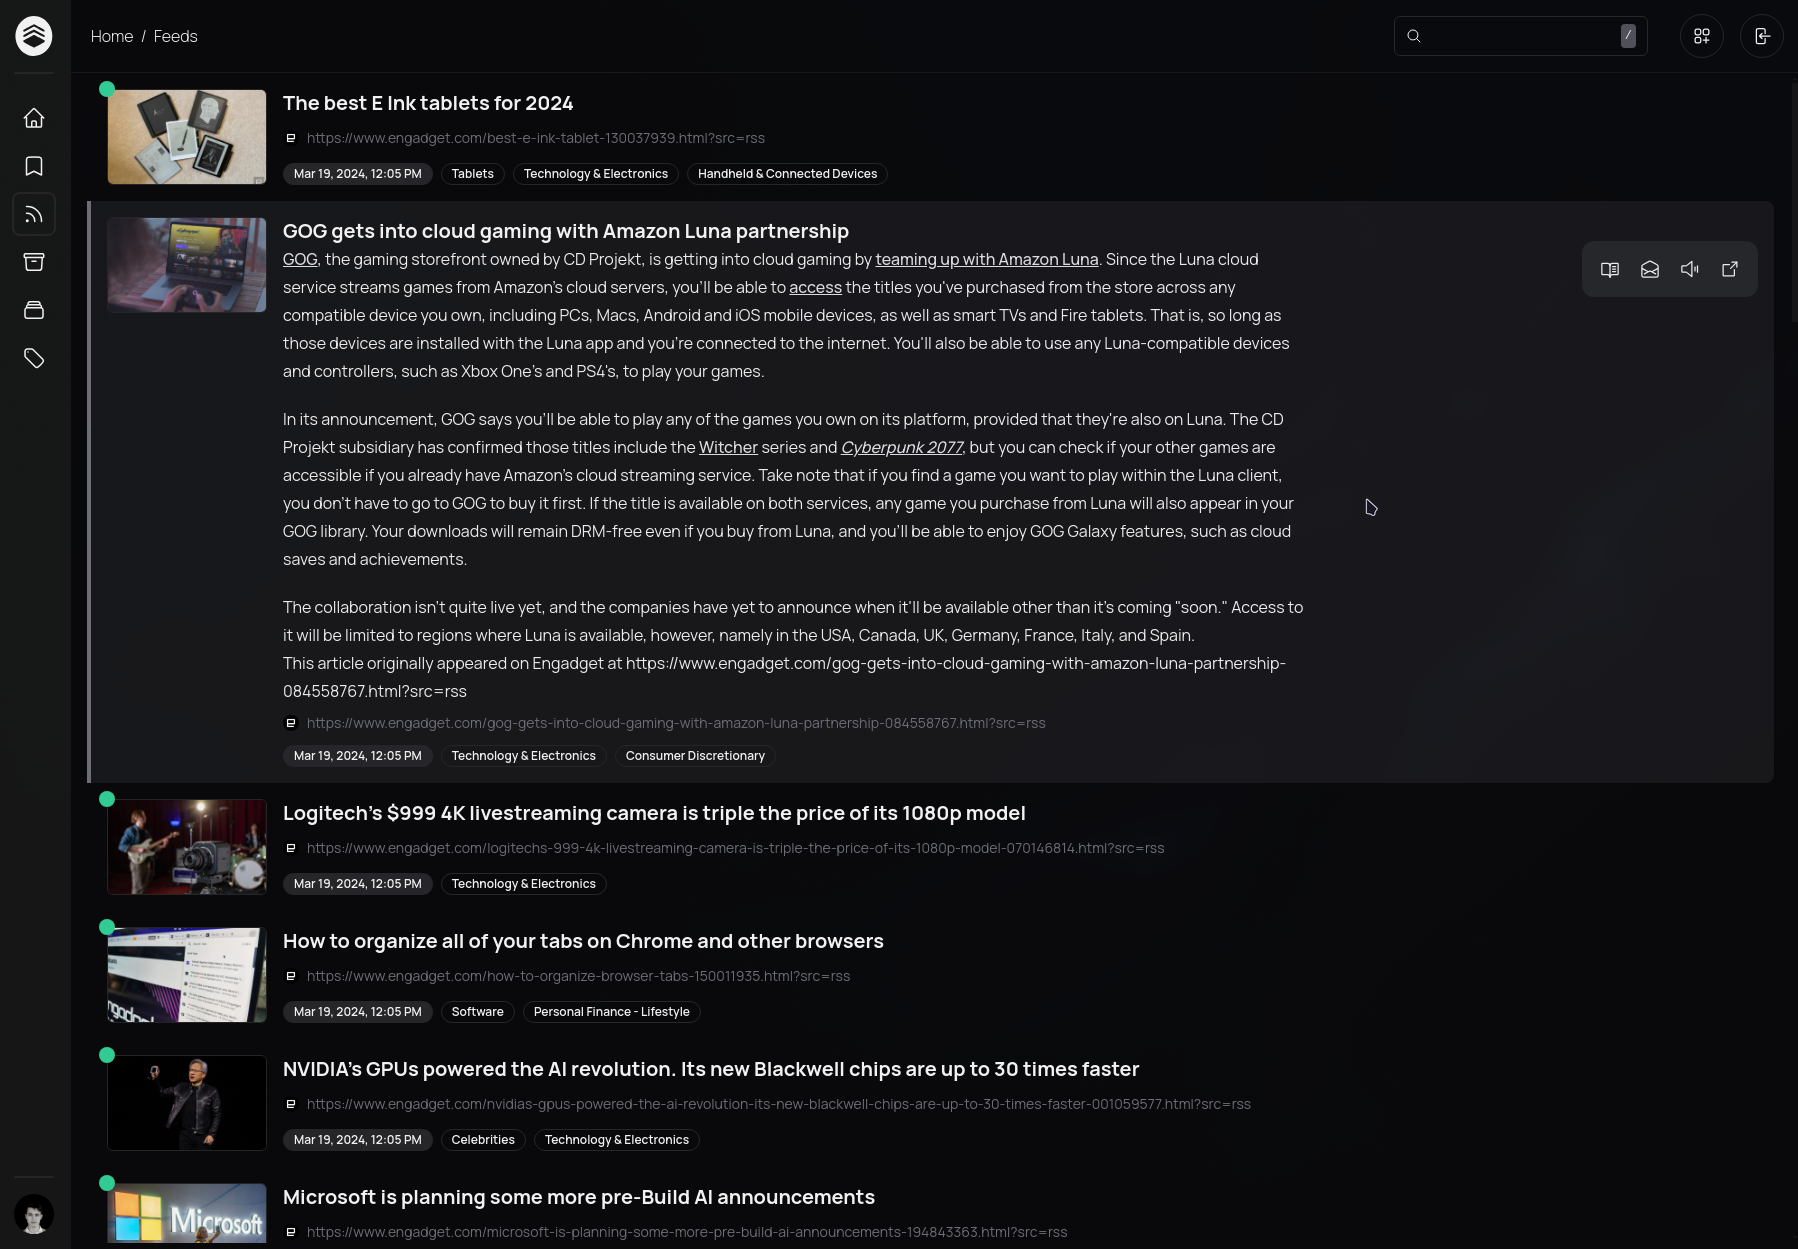 Home / Feeds
/
The best E Ink tablets for 2024
https://www.engadget.com/best-e-ink-tablet-130037939.html?src=rss
Mar 19, 2024, 12:05 PM Tablets Technology & Electronics Handheld & Connected Devices
GOG gets into cloud gaming with Amazon Luna partnership
GOG, the gaming storefront owned by CD Projekt, is getting into cloud gaming by teaming up with Amazon Luna. Since the Luna cloud
service streams games from Amazon's cloud servers, you'll be able to access the titles you've purchased from the store across any
compatible device you own, including PCs, Macs, Android and iOS mobile devices, as well as smart TVs and Fire tablets. That is, so long as
those devices are installed with the Luna app and you're connected to the internet. You'll also be able to use any Luna-compatible devices
and controllers, such as Xbox One's and PS4's, to play your games.
In its announcement, GOG says you'll be able to play any of the games you own on its platform, provided that they're also on Luna. The CD
Projekt subsidiary has confirmed those titles include the Witcher series and Cyberpunk 2077, but you can check if your other games are
accessible if you already have Amazon's cloud streaming service. Take note that if you find a game you want to play within the Luna client,
you don't have to go to GOG to buy it first. If the title is available on both services, any game you purchase from Luna will also appear in your
GOG library. Your downloads will remain DRM-free even if you buy from Luna, and you'll be able to enjoy GOG Galaxy features, such as cloud
saves and achievements.
The collaboration isn't quite live yet, and the companies have yet to announce when it'll be available other than it's coming "soon." Access to
it will be limited to regions where Luna is available, however, namely in the USA, Canada, UK, Germany, France, Italy, and Spain.
This article originally appeared on Engadget at https://www.engadget.com/gog-gets-into-cloud-gaming-with-amazon-luna-partnership-
084558767.html?src=rss
https://www.engadget.com/gog-gets-into-cloud-gaming-with-amazon-luna-partnership-084558767.html?src=rss
Mar 19, 2024, 12:05 PM Technology & Electronics Consumer Discretionary
Logitech's $999 4K livestreaming camera is triple the price of its 1080p model
https://www.engadget.com/logitechs-999-4k-livestreaming-camera-is-triple-the-price-of-its-1080p-model-070146814.html?src=rss
Mar 19, 2024, 12:05 PM Technology & Electronics
How to organize all of your tabs on Chrome and other browsers
https://www.engadget.com/how-to-organize-browser-tabs-150011935.html?src=rss
Mar 19, 2024, 12:05 PM Software Personal Finance - Lifestyle
NVIDIA's GPUs powered the AI revolution. Its new Blackwell chips are up to 30 times faster
https://www.engadget.com/nvidias-gpus-powered-the-ai-revolution-its-new-blackwell-chips-are-up-to-30-times-faster-001059577.html?src=rss
Mar 19, 2024, 12:05 PM Celebrities Technology & Electronics
Microsoft
Microsoft is planning some more pre-Build AI announcements
https://www.engadget.com/microsoft-is-planning-some-more-pre-build-ai-announcements-194843363.html?src=rss